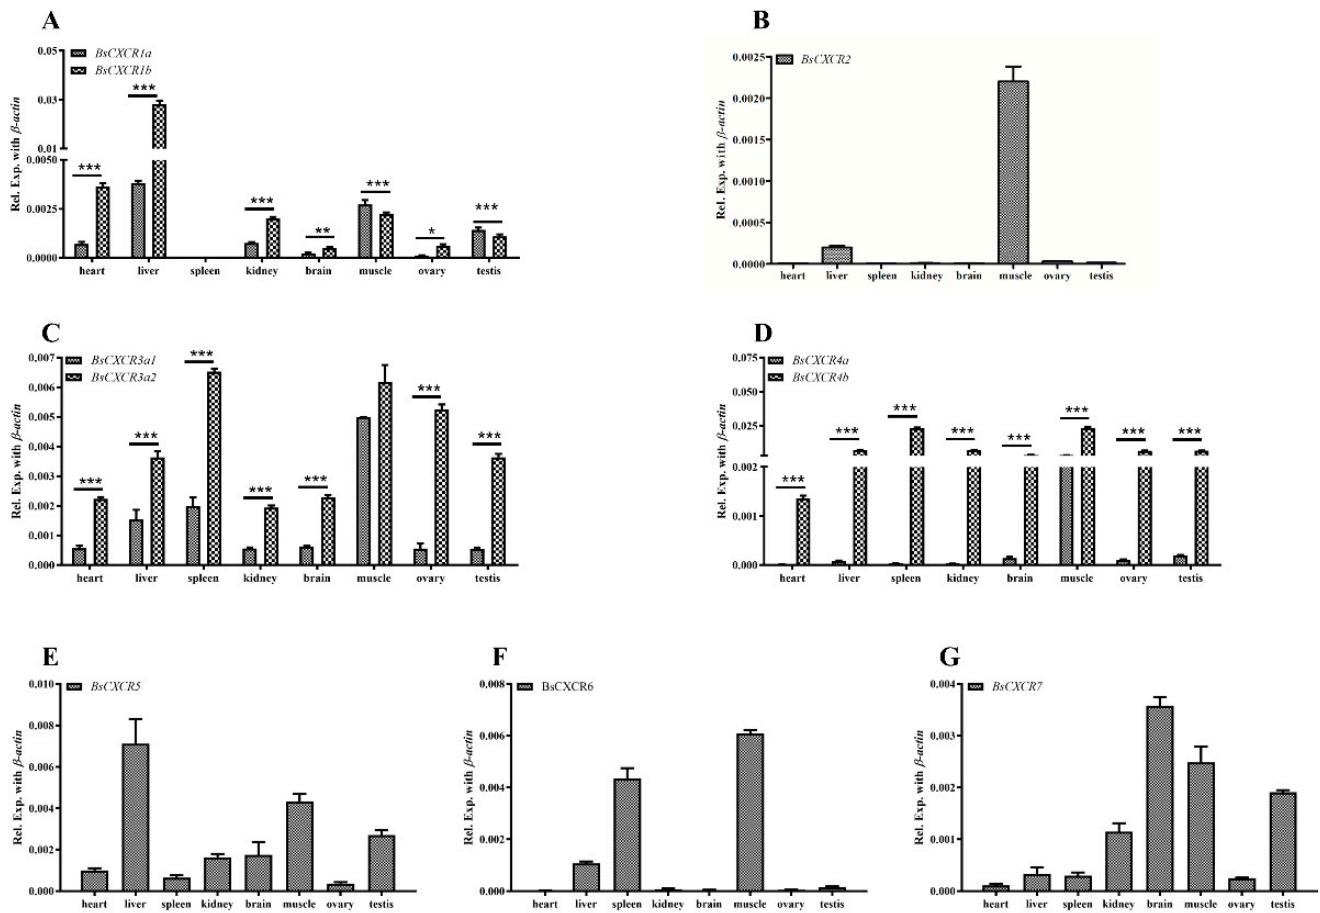 A
BsCXCR1a
BsCXCR1b
Rel. Exp. with β-actin
0.05
0.03
0.01
0.0050
0.0025
0.0000
***
***
***
**
***
*
***
heart liver spleen kidney brain muscle ovary testis
B
BsCXCR2
Rel. Exp. with β-actin
0.0025
0.0020
0.0015
0.0010
0.0005
0.0000
heart liver spleen kidney brain muscle ovary testis
C
BsCXCR3a1
BsCXCR3a2
Rel. Exp. with β-actin
0.007
0.006
0.005
0.004
0.003
0.002
0.001
0.000
***
***
***
***
***
***
***
heart liver spleen kidney brain muscle ovary testis
D
BsCXCR4a
BsCXCR4b
Rel. Exp. with β-actin
0.075
0.050
0.025
0.002
0.001
0.000
***
***
***
***
***
***
***
***
heart liver spleen kidney brain muscle ovary testis
E
BsCXCR5
Rel. Exp. with β-actin
0.010
0.008
0.006
0.004
0.002
0.000
heart liver spleen kidney brain muscle ovary testis
F
BsCXCR6
Rel. Exp. with β-actin
0.008
0.006
0.004
0.002
0.000
heart liver spleen kidney brain muscle ovary testis
G
BsCXCR7
Rel. Exp. with β-actin
0.004
0.003
0.002
0.001
0.000
heart liver spleen kidney brain muscle ovary testis